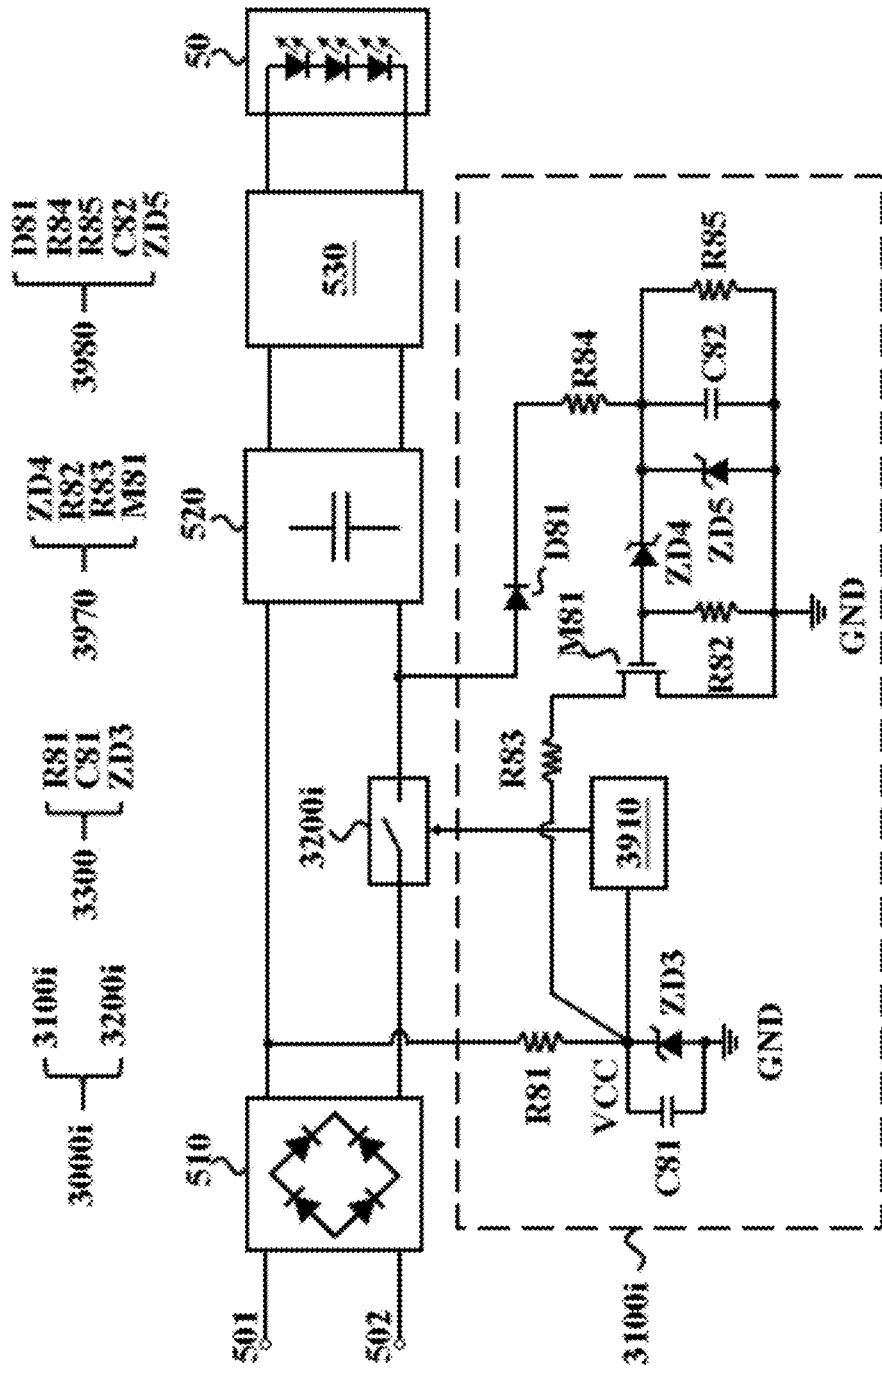 3000i
3100i
3200i
3300
R81
C81
ZD3
3970
ZD4
R82
R83
M81
3980
D81
R84
R85
C82
ZD5
501
502
510
520
530
50
3200i
R81
VCC
C81
ZD3
GND
3910
R83
M81
D81
R84
R82
ZD4
ZD5
C82
R85
GND
3100i